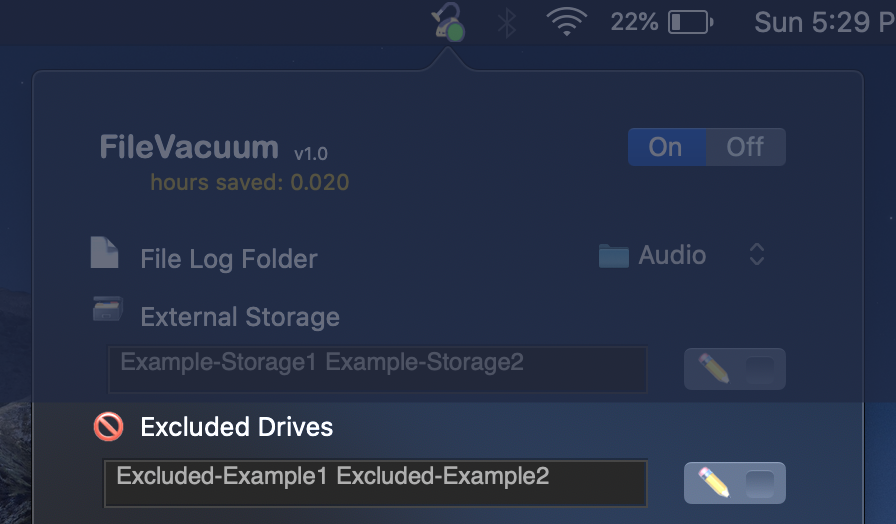 22% Sun 5:29 P
FileVacuum v1.0
On Off
hours saved: 0.020
File Log Folder Audio
External Storage
Example-Storage1 Example-Storage2
Excluded Drives
Excluded-Example1 Excluded-Example2